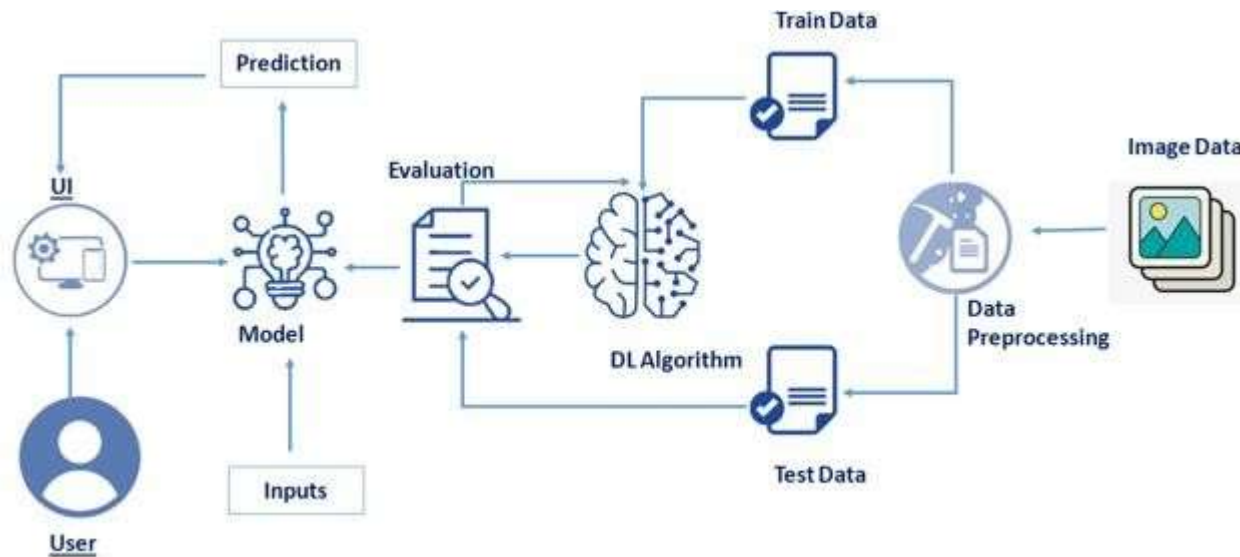 Train Data
Prediction
Image Data
Evaluation
UI
Data
Preprocessing
Model
DL Algorithm
Inputs
Test Data
User